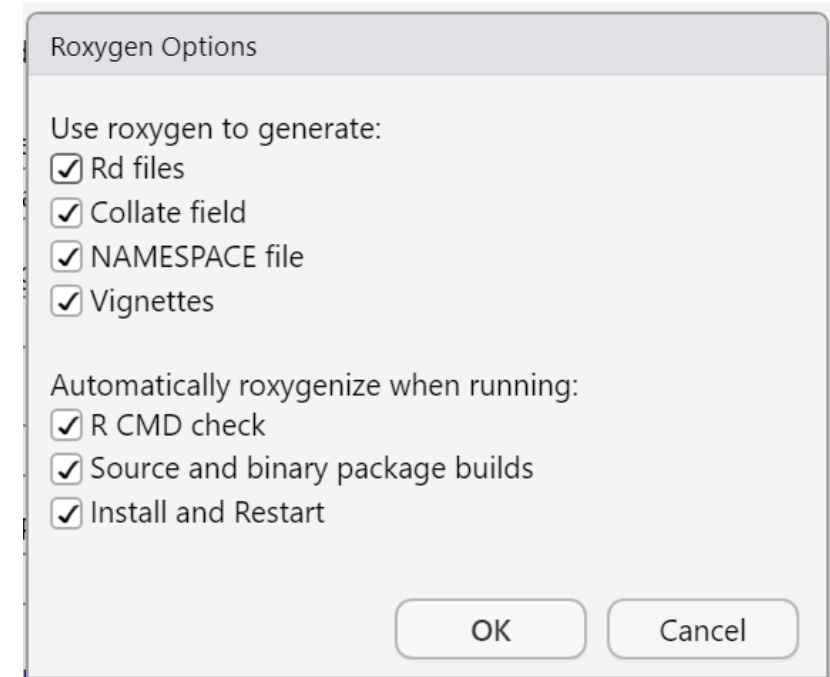 Roxygen Options
Use roxygen to generate:
Rd files
Collate field
NAMESPACE file
Vignettes
Automatically roxygenize when running:
R CMD check
Source and binary package builds
Install and Restart
OK Cancel